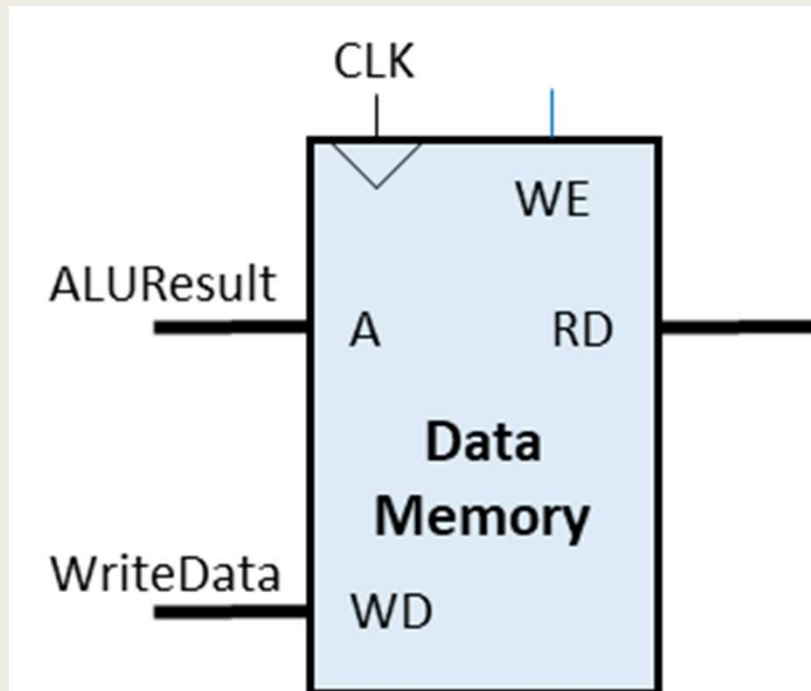 CLK
WE
ALUResult
A
RD
Data
Memory
WriteData
WD